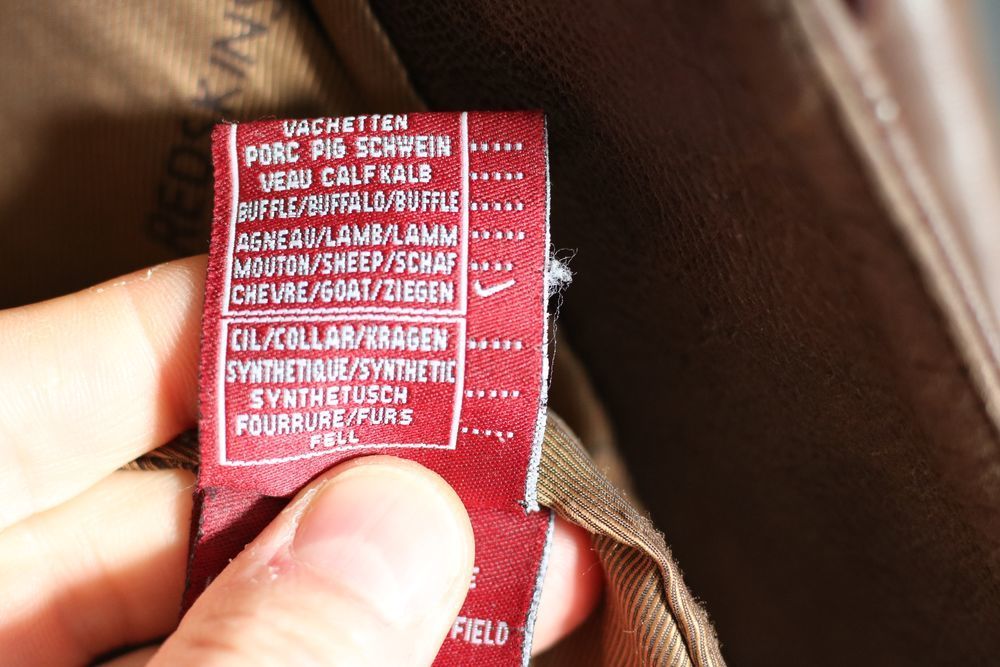 REDSKINS
VACHETTEN
PORC PIG SCHWEIN .....
VEAU CALF KALB .....
BUFFLE/BUFFALO/BUFFLE .....
AGNEAU/LAMB/LAMM .....
MOUTON/SHEEP/SCHAF ....
CHEVRE/GOAT/ZIEGEN ✓
CIL/COLLAR/KRAGEN .....
SYNTHETIQUE/SYNTHETIC
SYNTHETUSCH .....
FOURRURE/FURS .....
FELL
FIELD